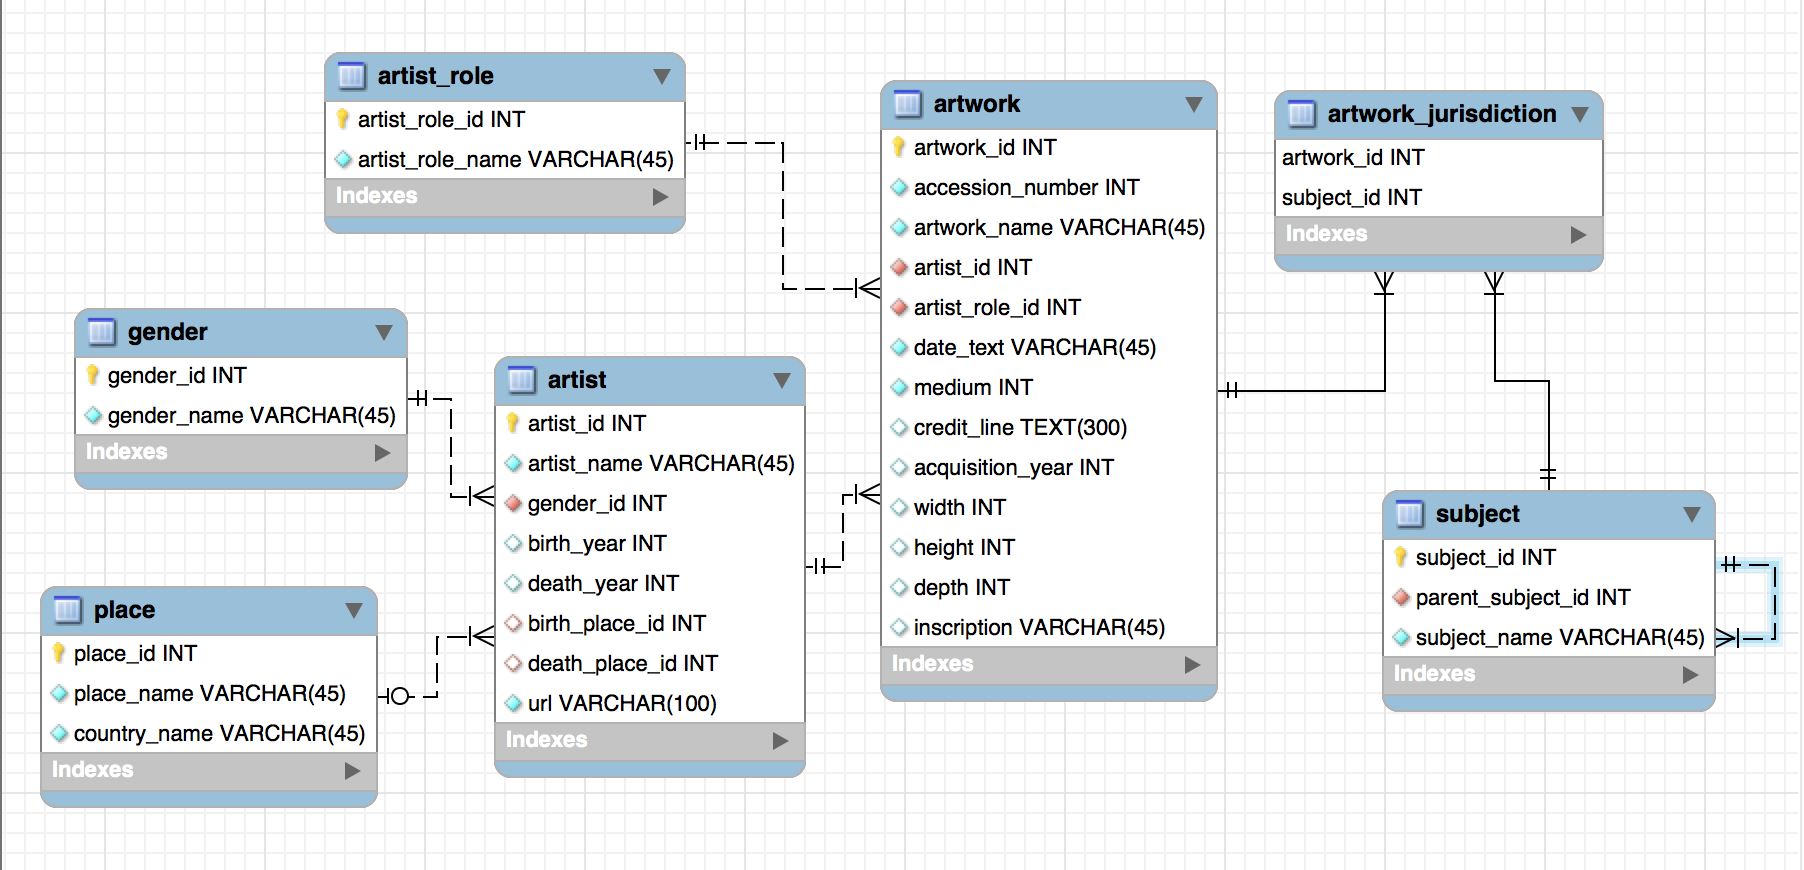 artist_role
artist_role_id INT
artist_role_name VARCHAR(45)
Indexes
gender
gender_id INT
gender_name VARCHAR(45)
Indexes
place
place_id INT
place_name VARCHAR(45)
country_name VARCHAR(45)
Indexes
artist
artist_id INT
artist_name VARCHAR(45)
gender_id INT
birth_year INT
death_year INT
birth_place_id INT
death_place_id INT
url VARCHAR(100)
Indexes
artwork
artwork_id INT
accession_number INT
artwork_name VARCHAR(45)
artist_id INT
artist_role_id INT
date_text VARCHAR(45)
medium INT
credit_line TEXT(300)
acquisition_year INT
width INT
height INT
depth INT
inscription VARCHAR(45)
Indexes
artwork_jurisdiction
artwork_id INT
subject_id INT
Indexes
subject
subject_id INT
parent_subject_id INT
subject_name VARCHAR(45)
Indexes